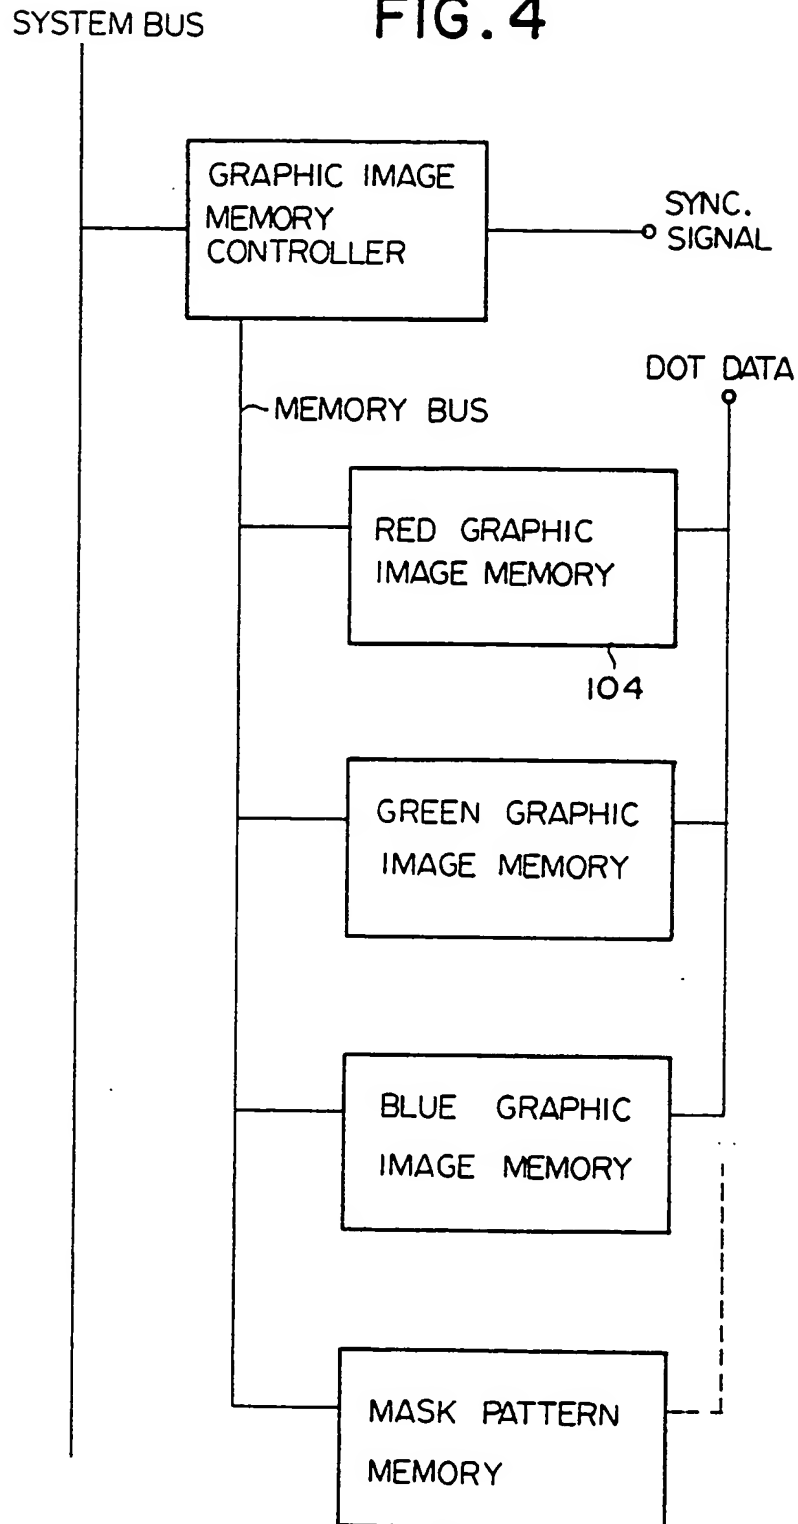 SYSTEM BUS
FIG. 4
GRAPHIC IMAGE
MEMORY
CONTROLLER
SYNC.
SIGNAL
DOT DATA
MEMORY BUS
RED GRAPHIC
IMAGE MEMORY
104
GREEN GRAPHIC
IMAGE MEMORY
BLUE GRAPHIC
IMAGE MEMORY
MASK PATTERN
MEMORY